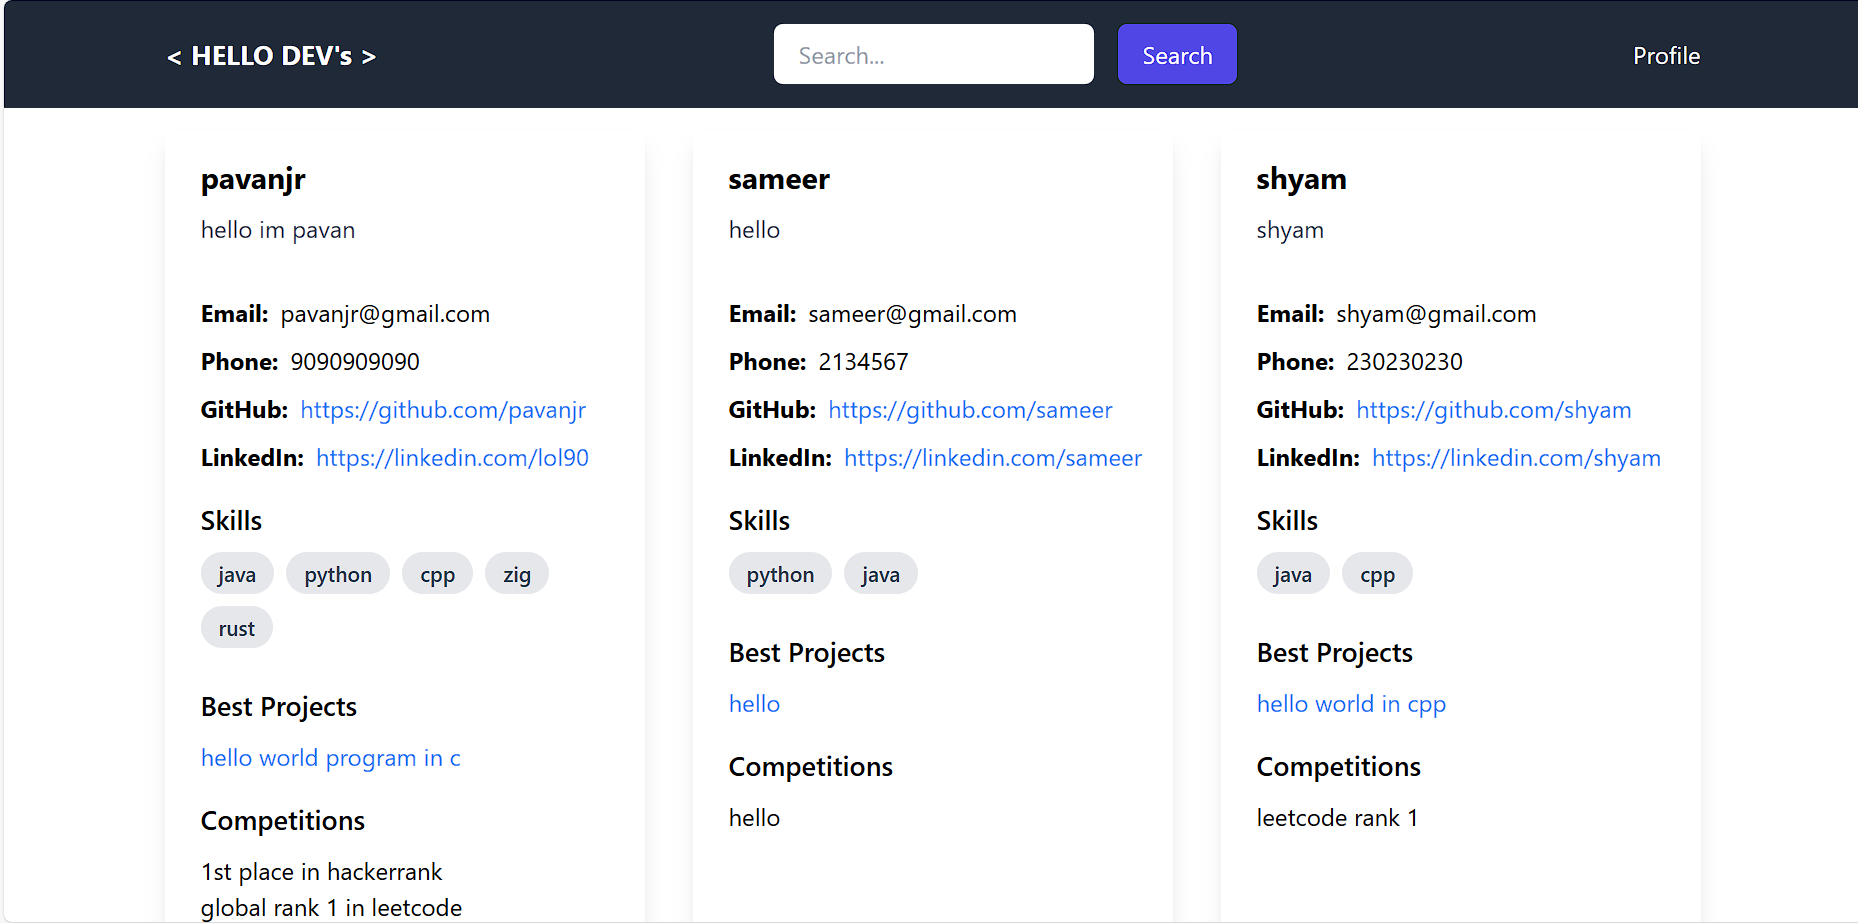 < HELLO DEV's >
Search...
Search
Profile
pavanjr
hello im pavan
Email: pavanjr@gmail.com
Phone: 9090909090
GitHub: https://github.com/pavanjr
LinkedIn: https://linkedin.com/lol90
Skills
java python cpp zig
rust
Best Projects
hello world program in c
Competitions
1st place in hackerrank
global rank 1 in leetcode
sameer
hello
Email: sameer@gmail.com
Phone: 2134567
GitHub: https://github.com/sameer
LinkedIn: https://linkedin.com/sameer
Skills
python java
Best Projects
hello
Competitions
hello
shyam
shyam
Email: shyam@gmail.com
Phone: 230230230
GitHub: https://github.com/shyam
LinkedIn: https://linkedin.com/shyam
Skills
java cpp
Best Projects
hello world in cpp
Competitions
leetcode rank 1